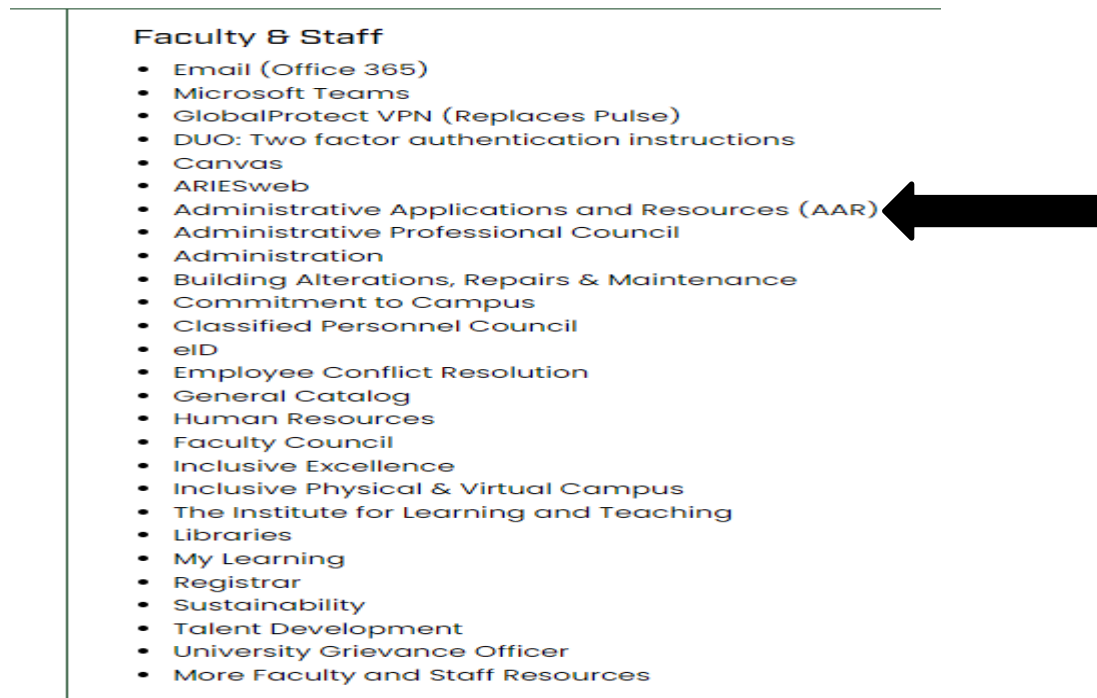 Faculty & Staff
• Email (Office 365)
• Microsoft Teams
• GlobalProtect VPN (Replaces Pulse)
• DUO: Two factor authentication instructions
• Canvas
• ARIESweb
• Administrative Applications and Resources (AAR)
• Administrative Professional Council
• Administration
• Building Alterations, Repairs & Maintenance
• Commitment to Campus
• Classified Personnel Council
• eID
• Employee Conflict Resolution
• General Catalog
• Human Resources
• Faculty Council
• Inclusive Excellence
• Inclusive Physical & Virtual Campus
• The Institute for Learning and Teaching
• Libraries
• My Learning
• Registrar
• Sustainability
• Talent Development
• University Grievance Officer
• More Faculty and Staff Resources